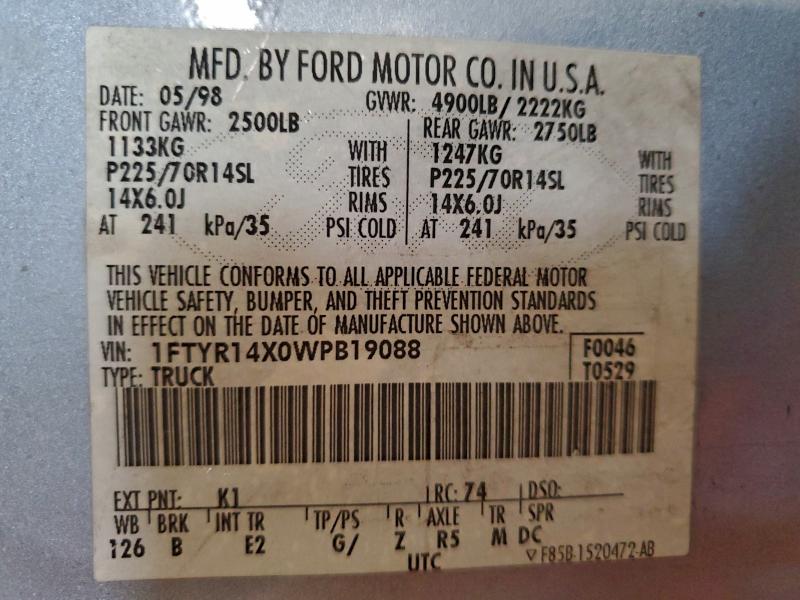 MFD. BY FORD MOTOR CO. IN U.S.A.
DATE: 05/98 GVWR: 4900LB/ 2222KG
FRONT GAWR: 2500LB REAR GAWR: 2750LB
1133KG WITH 1247KG WITH
P225/70R14SL TIRES P225/70R14SL TIRES
14X6.0J RIMS 14X6.0J RIMS
AT 241 kPa/35 PSI COLD AT 241 kPa/35 PSI COLD
THIS VEHICLE CONFORMS TO ALL APPLICABLE FEDERAL MOTOR
VEHICLE SAFETY, BUMPER, AND THEFT PREVENTION STANDARDS
IN EFFECT ON THE DATE OF MANUFACTURE SHOWN ABOVE.
VIN: 1FTYR14X0WPB19088 F0046
TYPE: TRUCK T0529
EXT PNT: K1 RC: 74 DSO:
WB BRK INT TR TP/PS R AXLE TR SPR
126 B E2 G/ Z R5 M DC
UTC F85B-1520472-AB